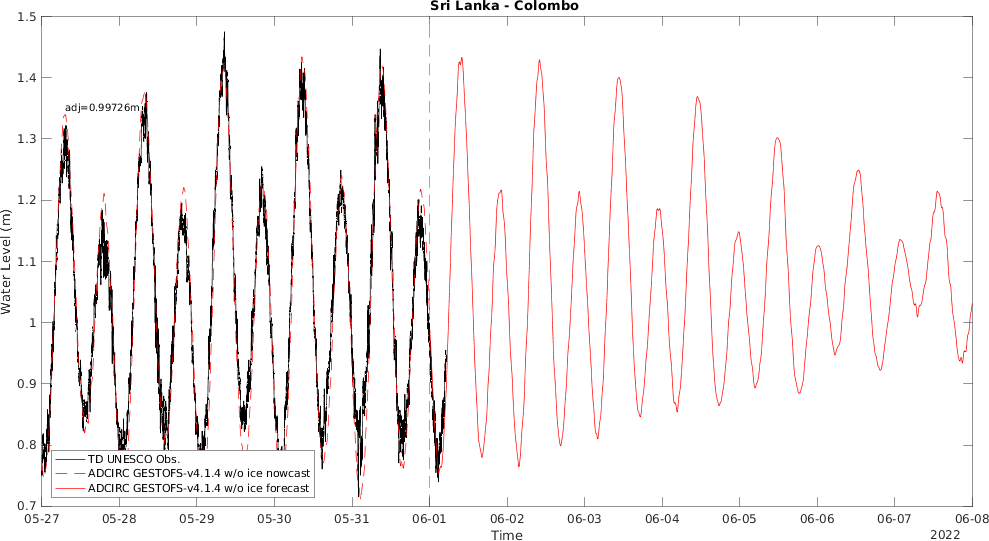 Sri Lanka - Colombo
1.5
1.4
adj=0.99726m
1.3
1.2
1.1
1
0.9
0.8
0.7
Water Level (m)
TD UNESCO Obs.
ADCIRC GESTOFS-v4.1.4 w/o ice nowcast
ADCIRC GESTOFS-v4.1.4 w/o ice forecast
05-27 05-28 05-29 05-30 05-31 06-01 06-02 06-03 06-04 06-05 06-06 06-07 06-08
Time
2022